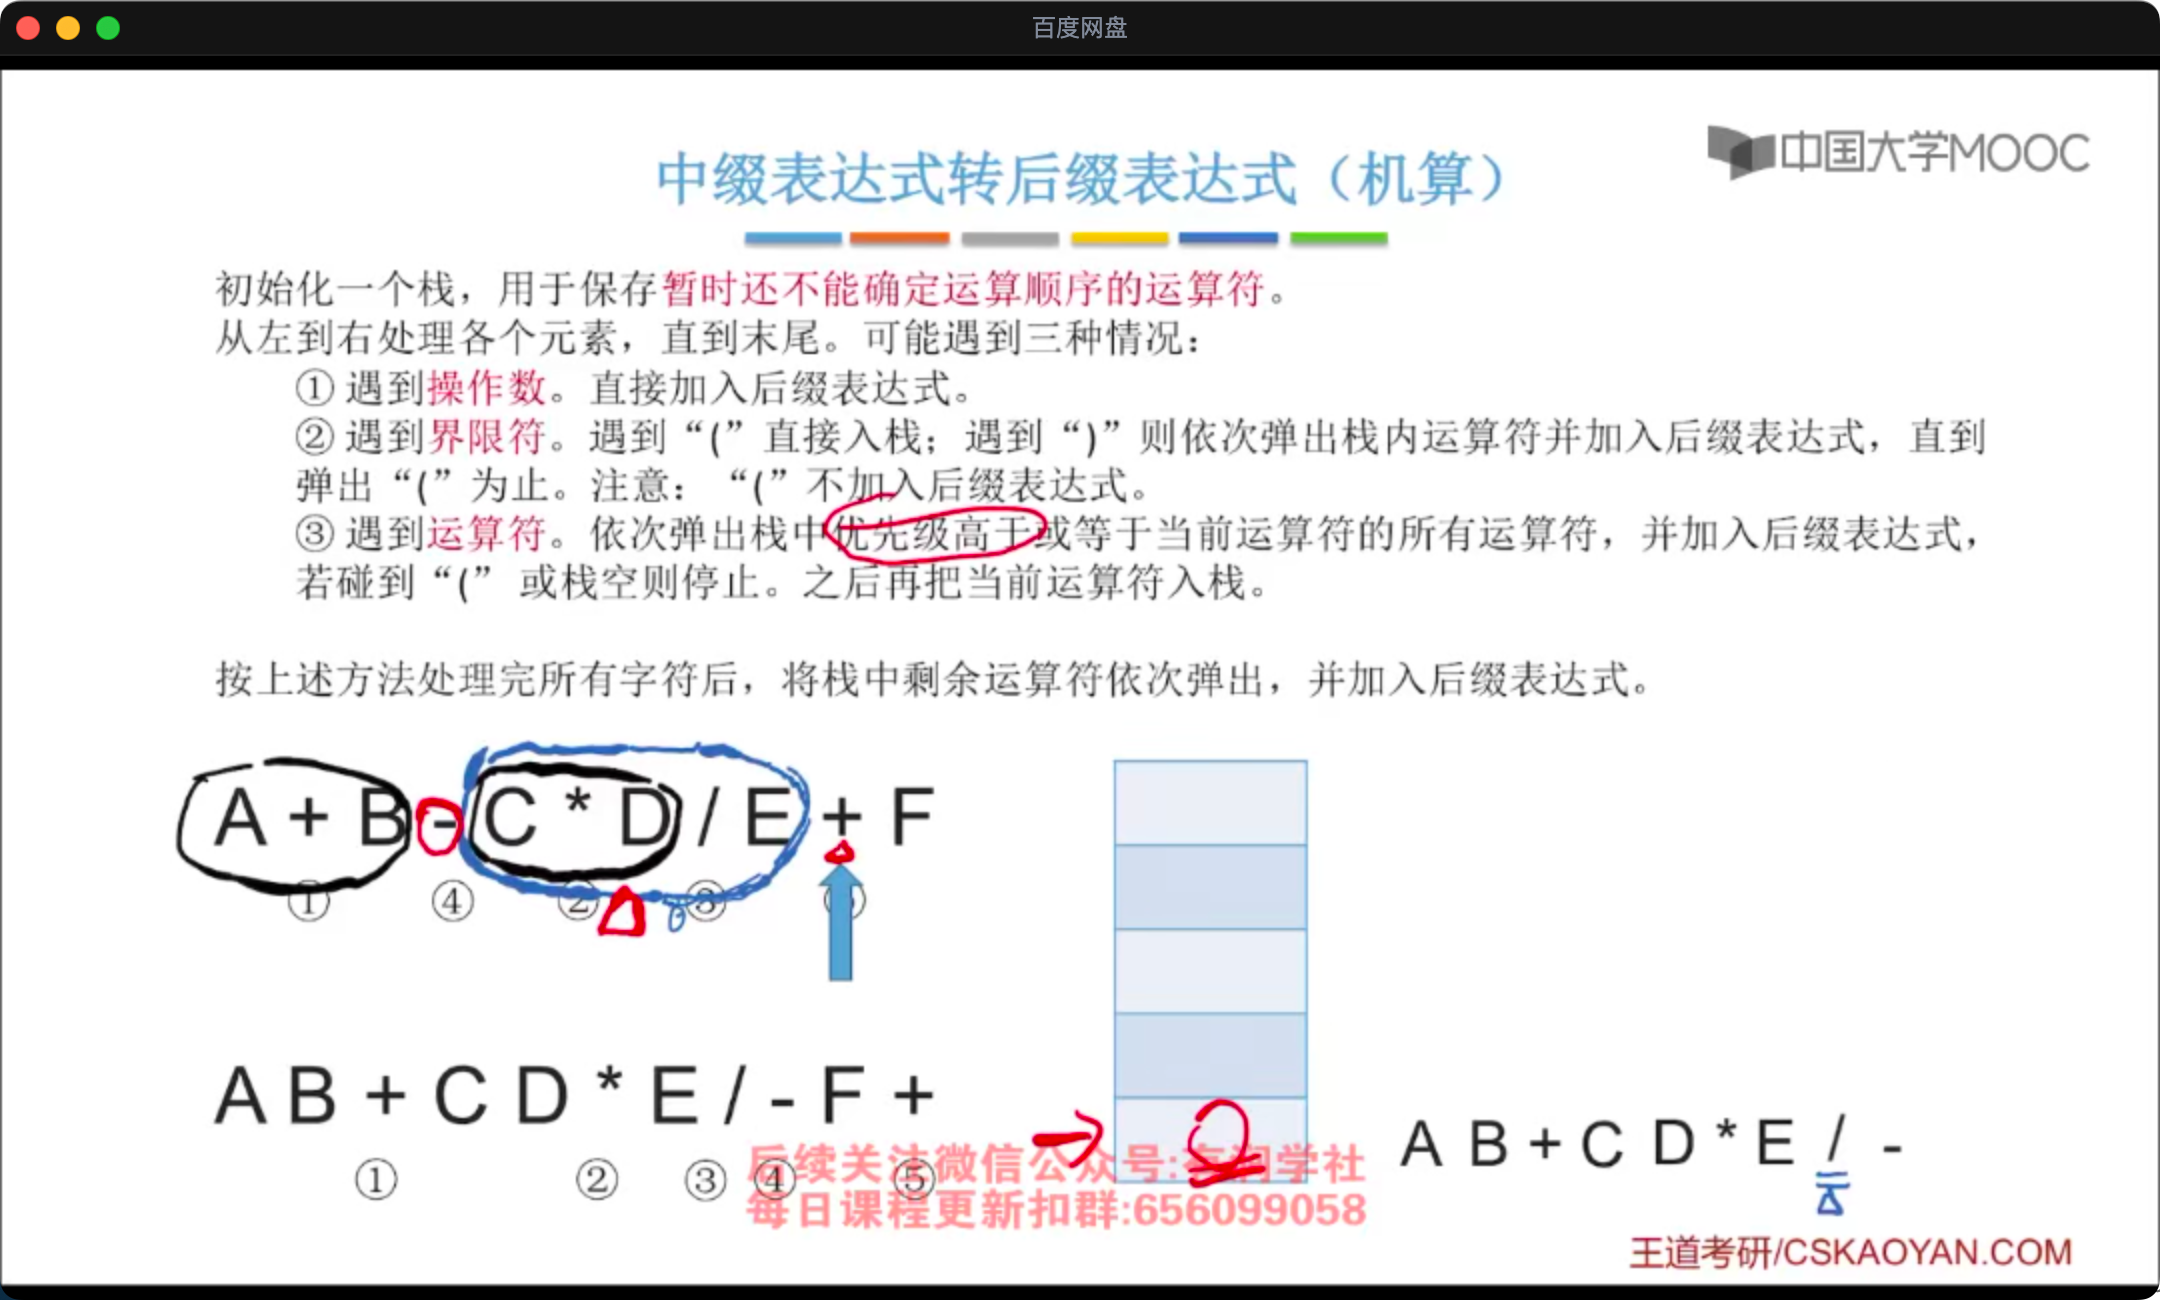 百度网盘
中国大学MOOC
中缀表达式转后缀表达式（机算）
初始化一个栈，用于保存暂时还不能确定运算顺序的运算符。
从左到右处理各个元素，直到末尾。可能遇到三种情况：
① 遇到操作数。直接加入后缀表达式。
② 遇到界限符。遇到“(”直接入栈；遇到“)”则依次弹出栈内运算符并加入后缀表达式，直到
弹出“(”为止。注意：“(”不加入后缀表达式。
③ 遇到运算符。依次弹出栈中优先级高于或等于当前运算符的所有运算符，并加入后缀表达式，
若碰到“(” 或栈空则停止。之后再把当前运算符入栈。
按上述方法处理完所有字符后，将栈中剩余运算符依次弹出，并加入后缀表达式。
A + B - C * D / E + F
① ④ ② ③
A B + C D * E / - F +
① ② ③ ④ ⑤
A B + C D * E / -
后续关注微信公众号:学社
每日课程更新扣群:656099058
王道考研/CSKAOYAN.COM